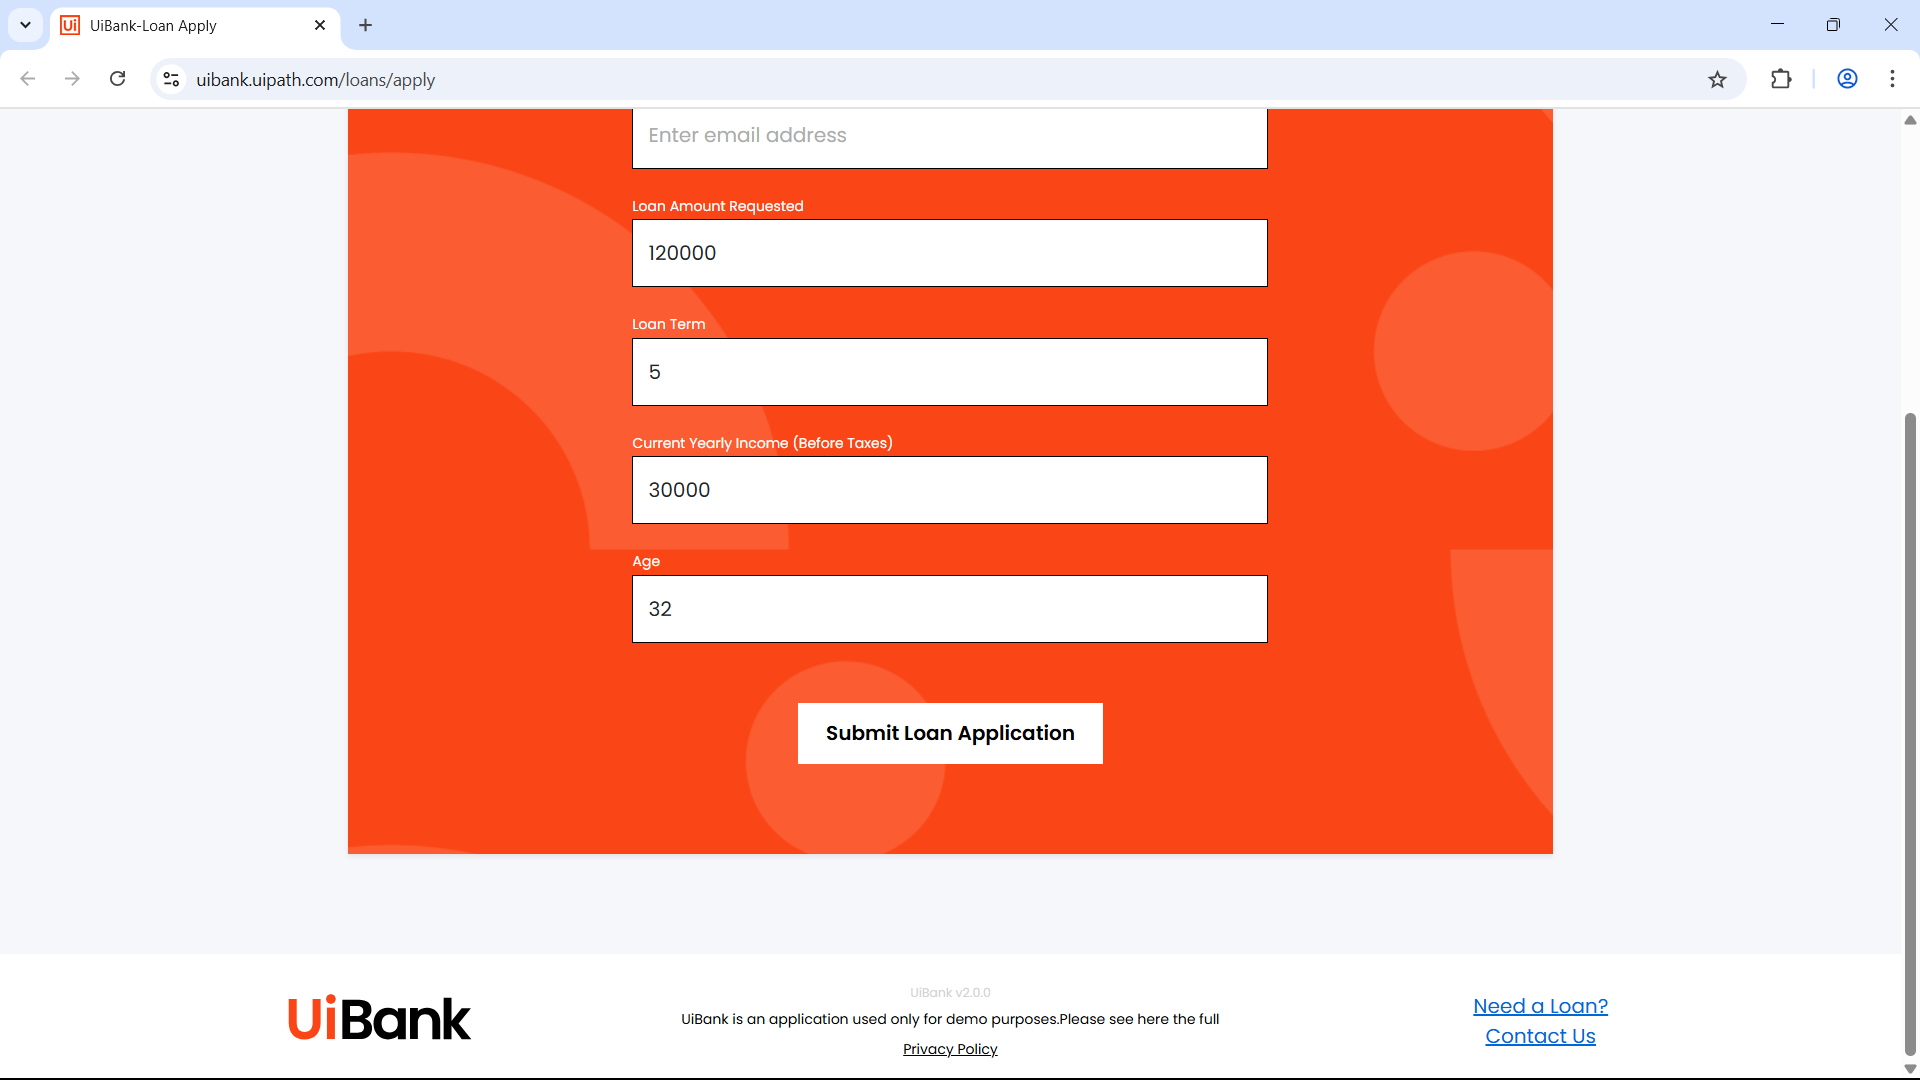 UiBank-Loan Apply
uibank.uipath.com/loans/apply
Enter email address
Loan Amount Requested
120000
Loan Term
5
Current Yearly Income (Before Taxes)
30000
Age
32
Submit Loan Application
UiBank
UiBank v2.0.0
UiBank is an application used only for demo purposes.Please see here the full
Privacy Policy
Need a Loan?
Contact Us